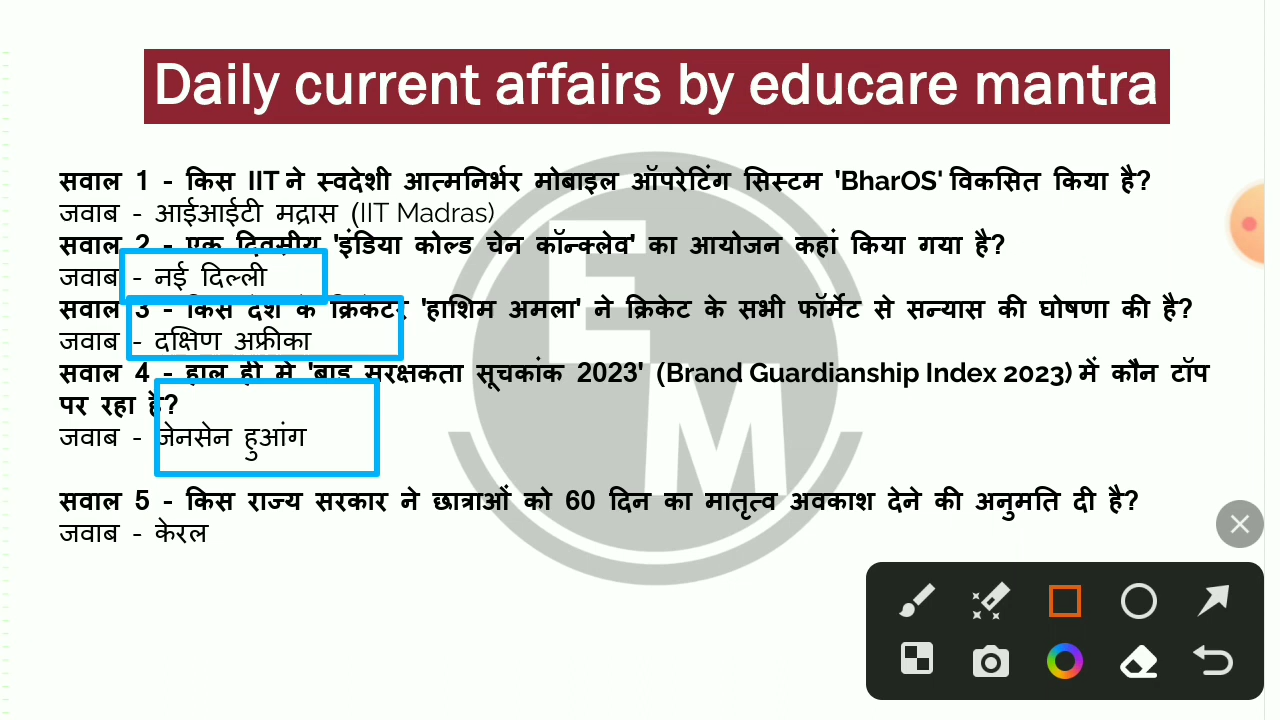 Daily current affairs by educare mantra
सवाल 1 - किस IIT ने स्वदेशी आत्मनिर्भर मोबाइल ऑपरेटिंग सिस्टम 'BharOS' विकसित किया है?
जवाब - आईआईटी मद्रास (IIT Madras)
सवाल 2 - एक दिवसीय 'इंडिया कोल्ड चेन कॉन्क्लेव' का आयोजन कहां किया गया है?
जवाब - नई दिल्ली
सवाल 3 - किस देश के क्रिकेटर 'हाशिम अमला' ने क्रिकेट के सभी फॉर्मेट से सन्यास की घोषणा की है?
जवाब - दक्षिण अफ्रीका
सवाल 4 - हाल ही में 'ब्रांड संरक्षकता सूचकांक 2023' (Brand Guardianship Index 2023) में कौन टॉप
पर रहा है?
जवाब - जेनसेन हुआंग
सवाल 5 - किस राज्य सरकार ने छात्राओं को 60 दिन का मातृत्व अवकाश देने की अनुमति दी है?
जवाब - केरल
EM